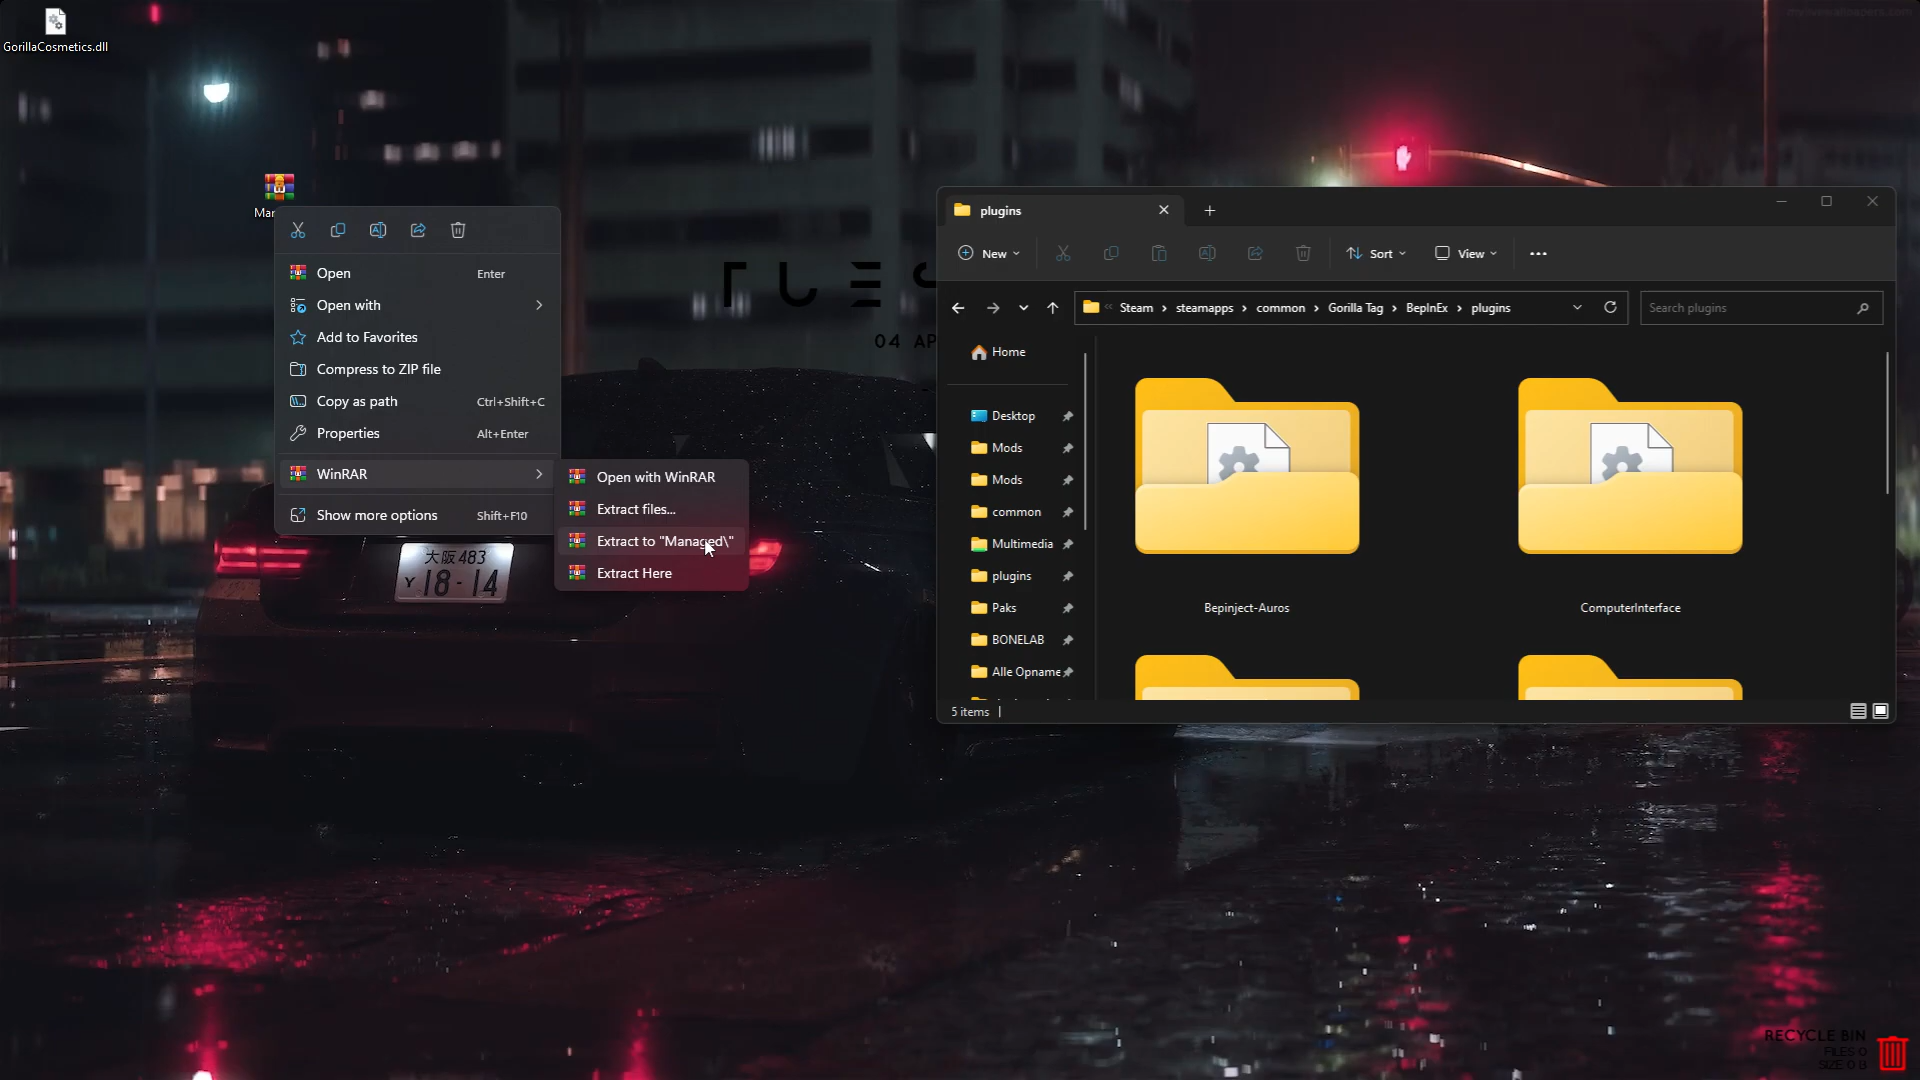 GorillaCosmetics.dll
Open
Enter
Open with
Add to Favorites
Compress to ZIP file
Copy as path
Ctrl+Shift+C
Properties
Alt+Enter
WinRAR
Show more options
Shift+F10
Open with WinRAR
Extract files...
Extract to "Managed\"
Extract Here
04 AP
大阪 483
Y 18-14
plugins
New
Sort
View
Steam
steamapps
common
Gorilla Tag
BepInEx
plugins
Search plugins
Home
Desktop
Mods
Mods
common
Multimedia
plugins
Paks
BONELAB
Alle Opname
Bepinject-Auros
ComputerInterface
5 items
RECYCLE BIN
FILES 0
SIZE 0 B